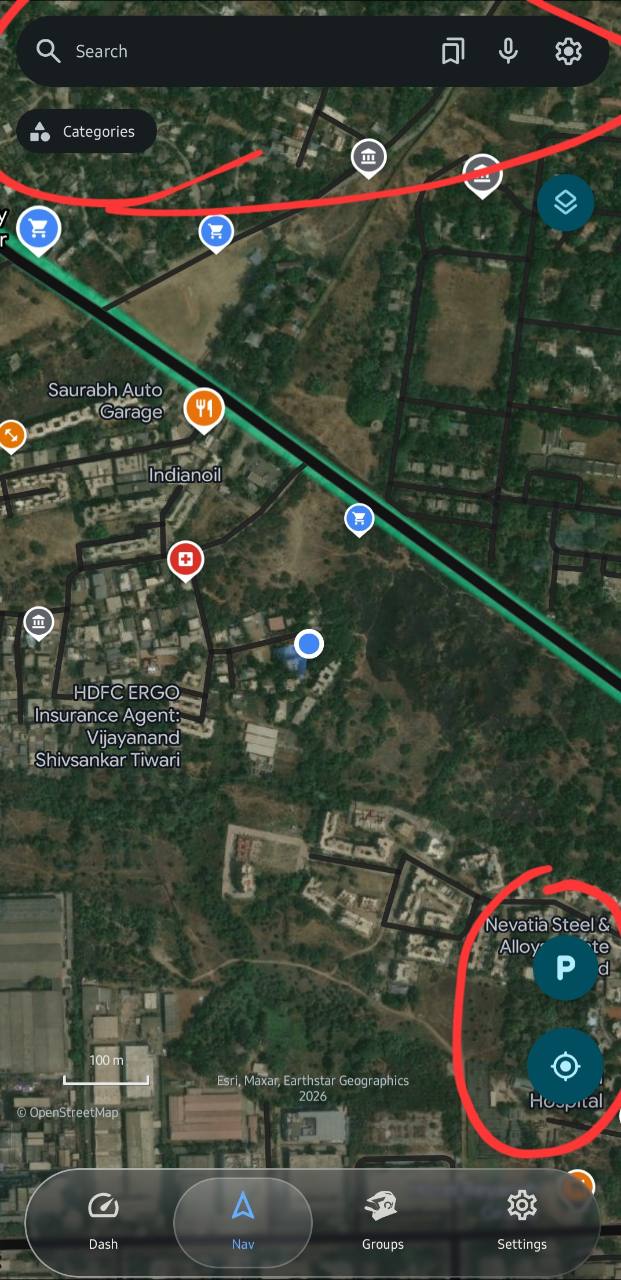 Search
Categories
y
r
Saurabh Auto
Garage
Indianoil
HDFC ERGO
Insurance Agent:
Vijayanand
Shivsankar Tiwari
Nevatia Steel &
P
100 m
Esri, Maxar, Earthstar Geographics
2026
Hospital
© OpenStreetMap
Dash
Nav
Groups
Settings